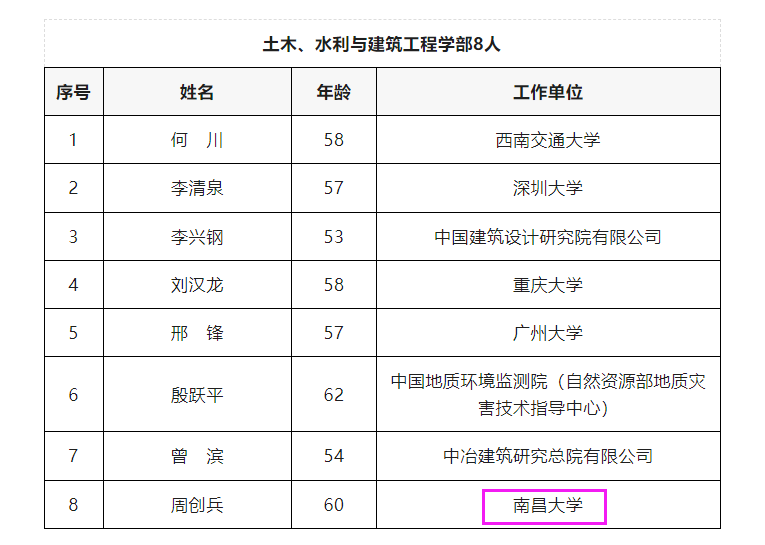 土木、水利与建筑工程学部8人
序号 姓名 年龄 工作单位
1 何　川 58 西南交通大学
2 李清泉 57 深圳大学
3 李兴钢 53 中国建筑设计研究院有限公司
4 刘汉龙 58 重庆大学
5 邢　锋 57 广州大学
6 殷跃平 62 中国地质环境监测院（自然资源部地质灾
害技术指导中心）
7 曾　滨 54 中冶建筑研究总院有限公司
8 周创兵 60 南昌大学